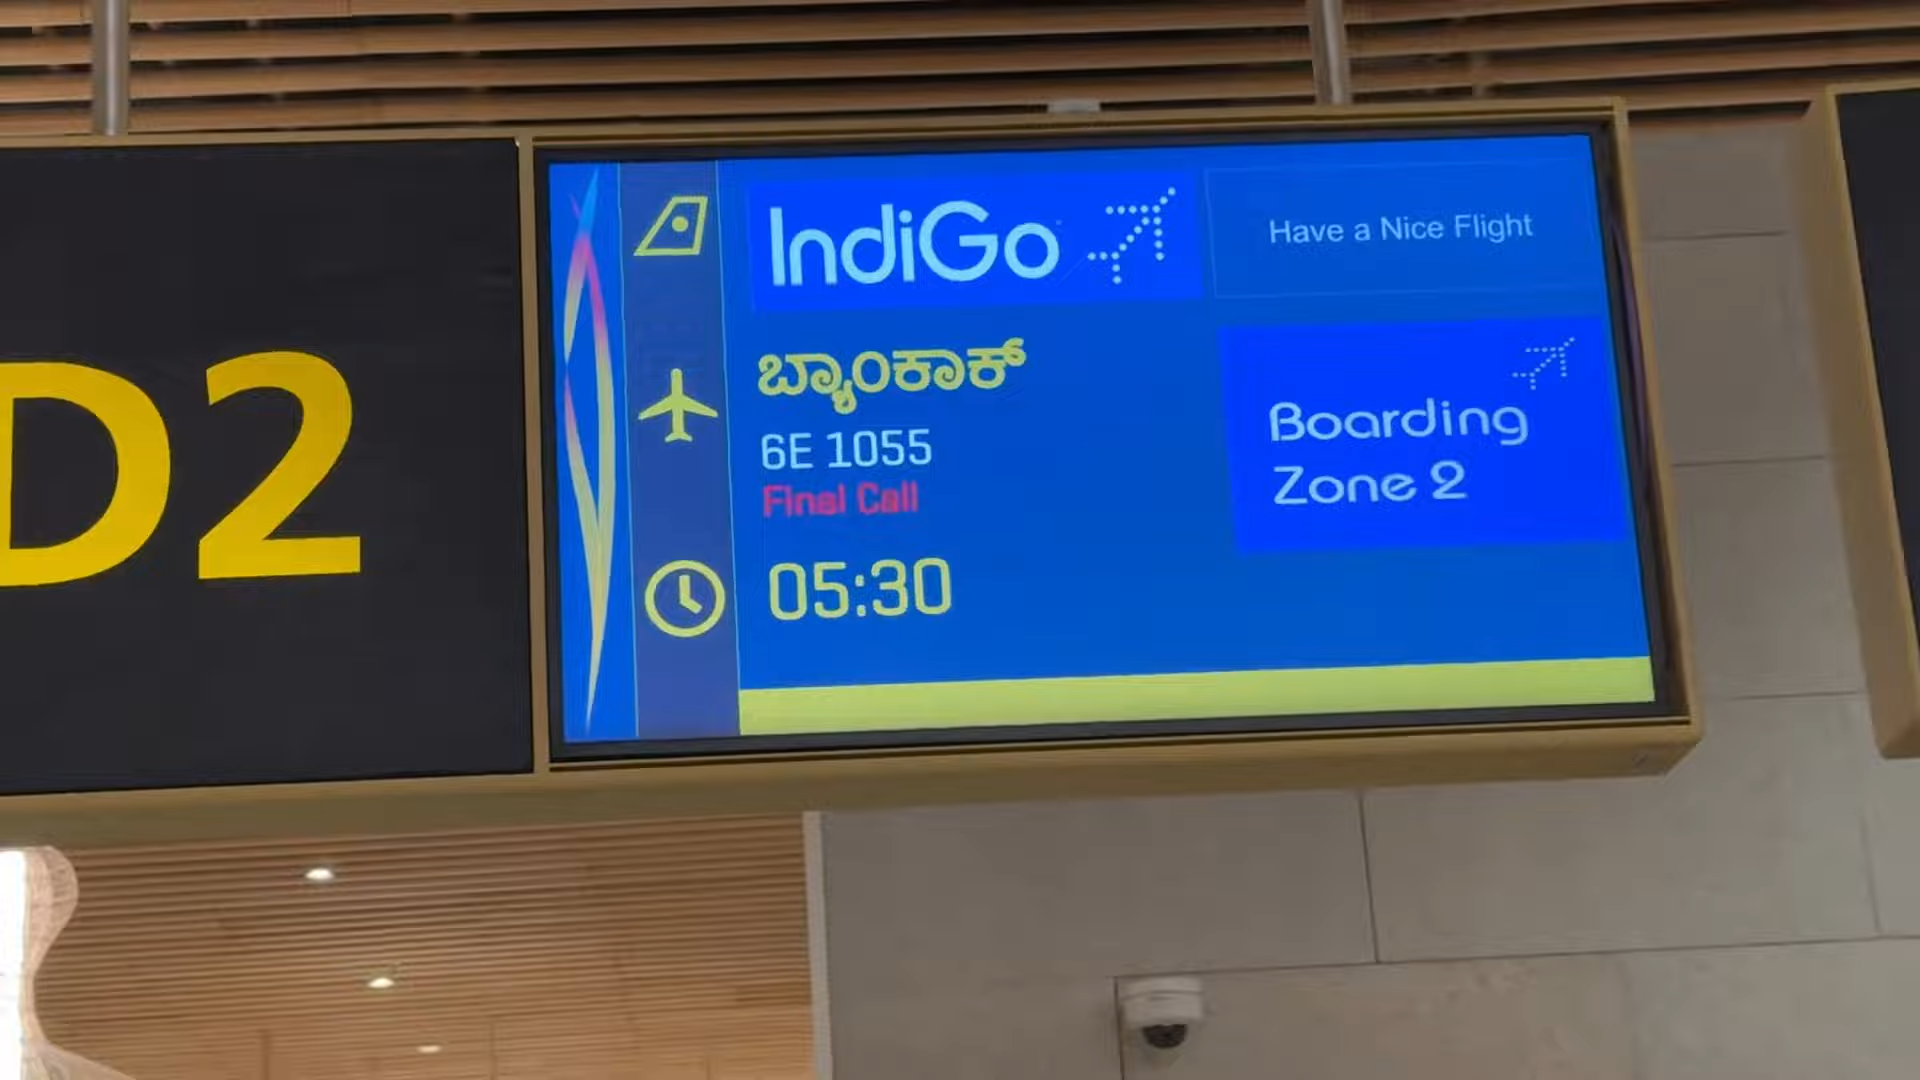 D2
IndiGo
Have a Nice Flight
ಬ್ಯಾಂಕಾಕ್
6E 1055
Final Call
05:30
Boarding
Zone 2